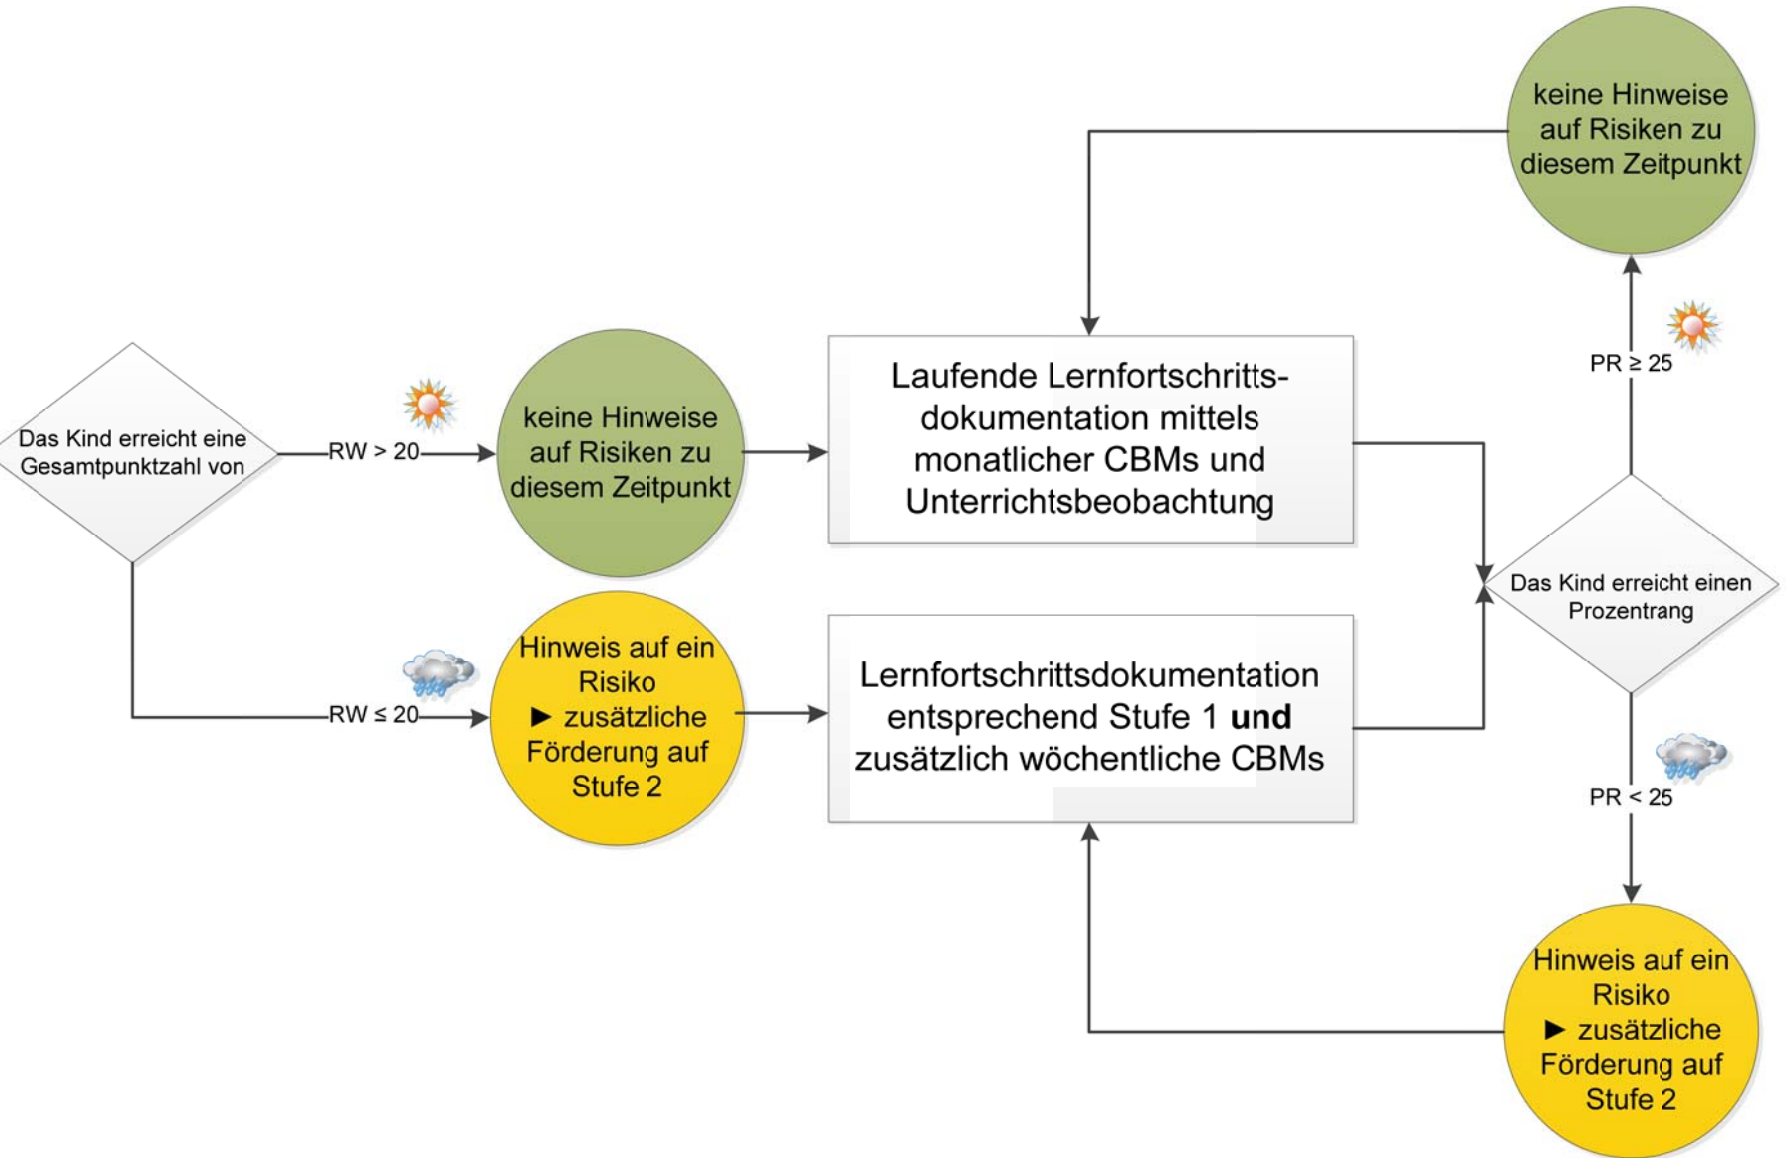 Das Kind erreicht eine
Gesamtpunktzahl von
RW > 20
keine Hinweise
auf Risiken zu
diesem Zeitpunkt
Laufende Lernfortschritts-
dokumentation mittels
monatlicher CBMs und
Unterrichtsbeobachtung
RW ≤ 20
Hinweis auf ein
Risiko
► zusätzliche
Förderung auf
Stufe 2
Lernfortschrittsdokumentation
entsprechend Stufe 1 und
zusätzlich wöchentliche CBMs
Das Kind erreicht einen
Prozentrang
PR ≥ 25
keine Hinweise
auf Risiken zu
diesem Zeitpunkt
PR < 25
Hinweis auf ein
Risiko
► zusätzliche
Förderung auf
Stufe 2